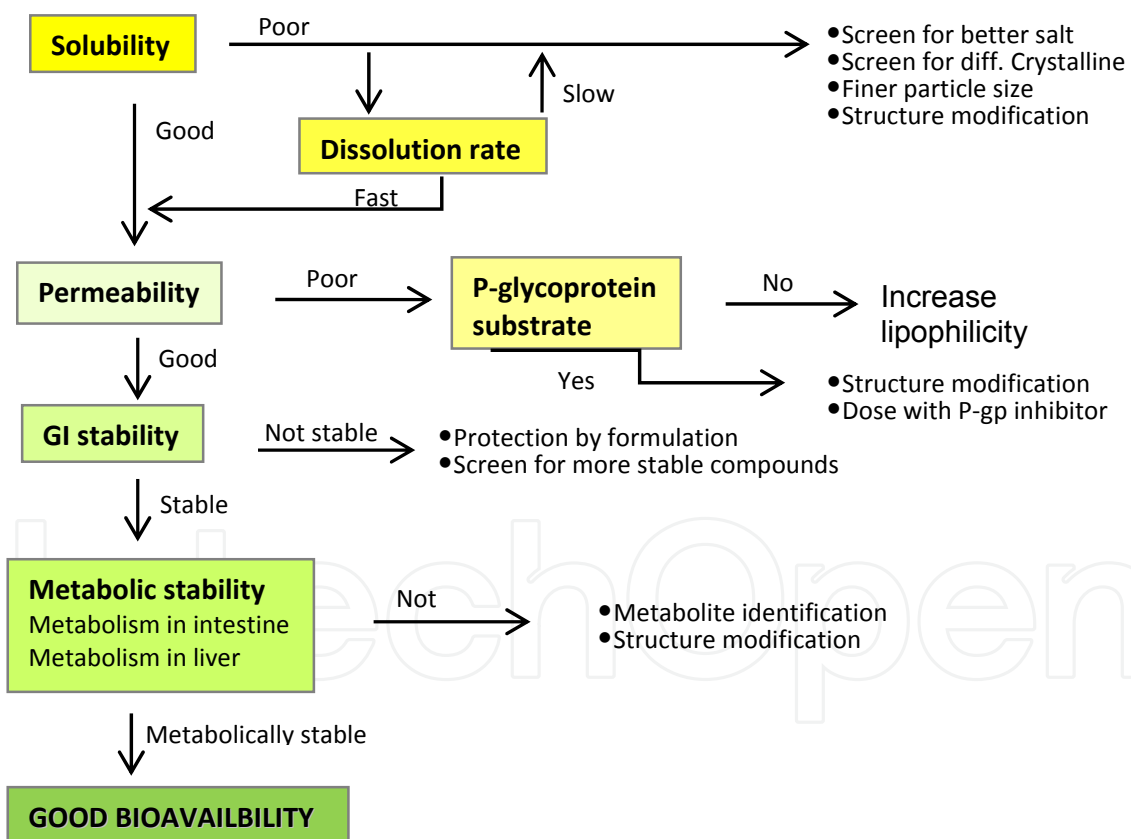 Solubility
Poor
●Screen for better salt
●Screen for diff. Crystalline
●Finer particle size
●Structure modification
Slow
Good
Dissolution rate
Fast
Permeability
Poor
P-glycoprotein
substrate
No
Increase
lipophilicity
Good
Yes
●Structure modification
●Dose with P-gp inhibitor
GI stability
Not stable
●Protection by formulation
●Screen for more stable compounds
Stable
Metabolic stability
Metabolism in intestine
Metabolism in liver
Not
●Metabolite identification
●Structure modification
Metabolically stable
GOOD BIOAVAILBILITY